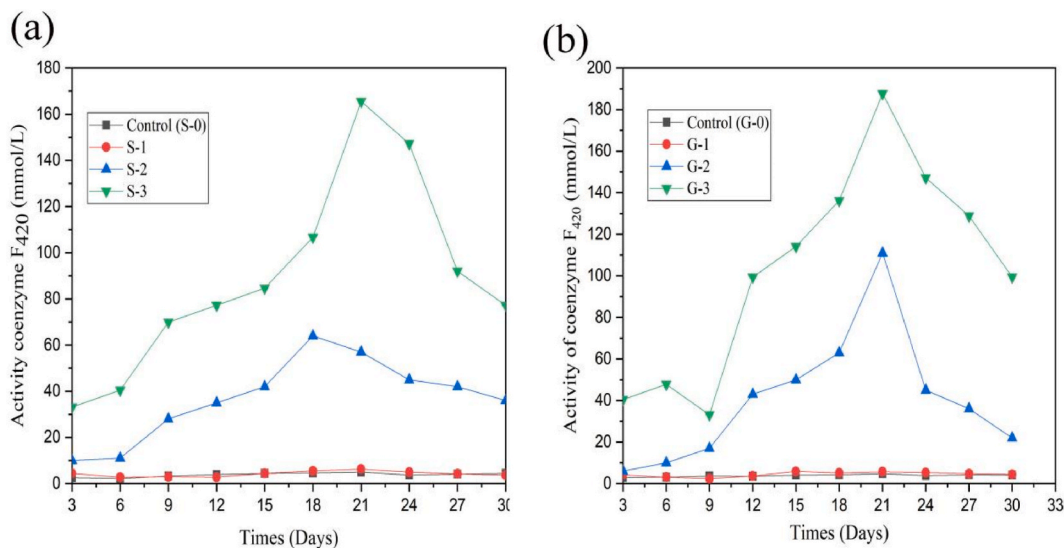 (a)
180
160
140
120
100
80
60
40
20
0
Activity coenzyme F420 (mmol/L)
Control (S-0)
S-1
S-2
S-3
3 6 9 12 15 18 21 24 27 30
Times (Days)
(b)
200
180
160
140
120
100
80
60
40
20
0
Activity of coenzyme F420 (mmol/L)
Control (G-0)
G-1
G-2
G-3
3 6 9 12 15 18 21 24 27 30 33
Times (Days)